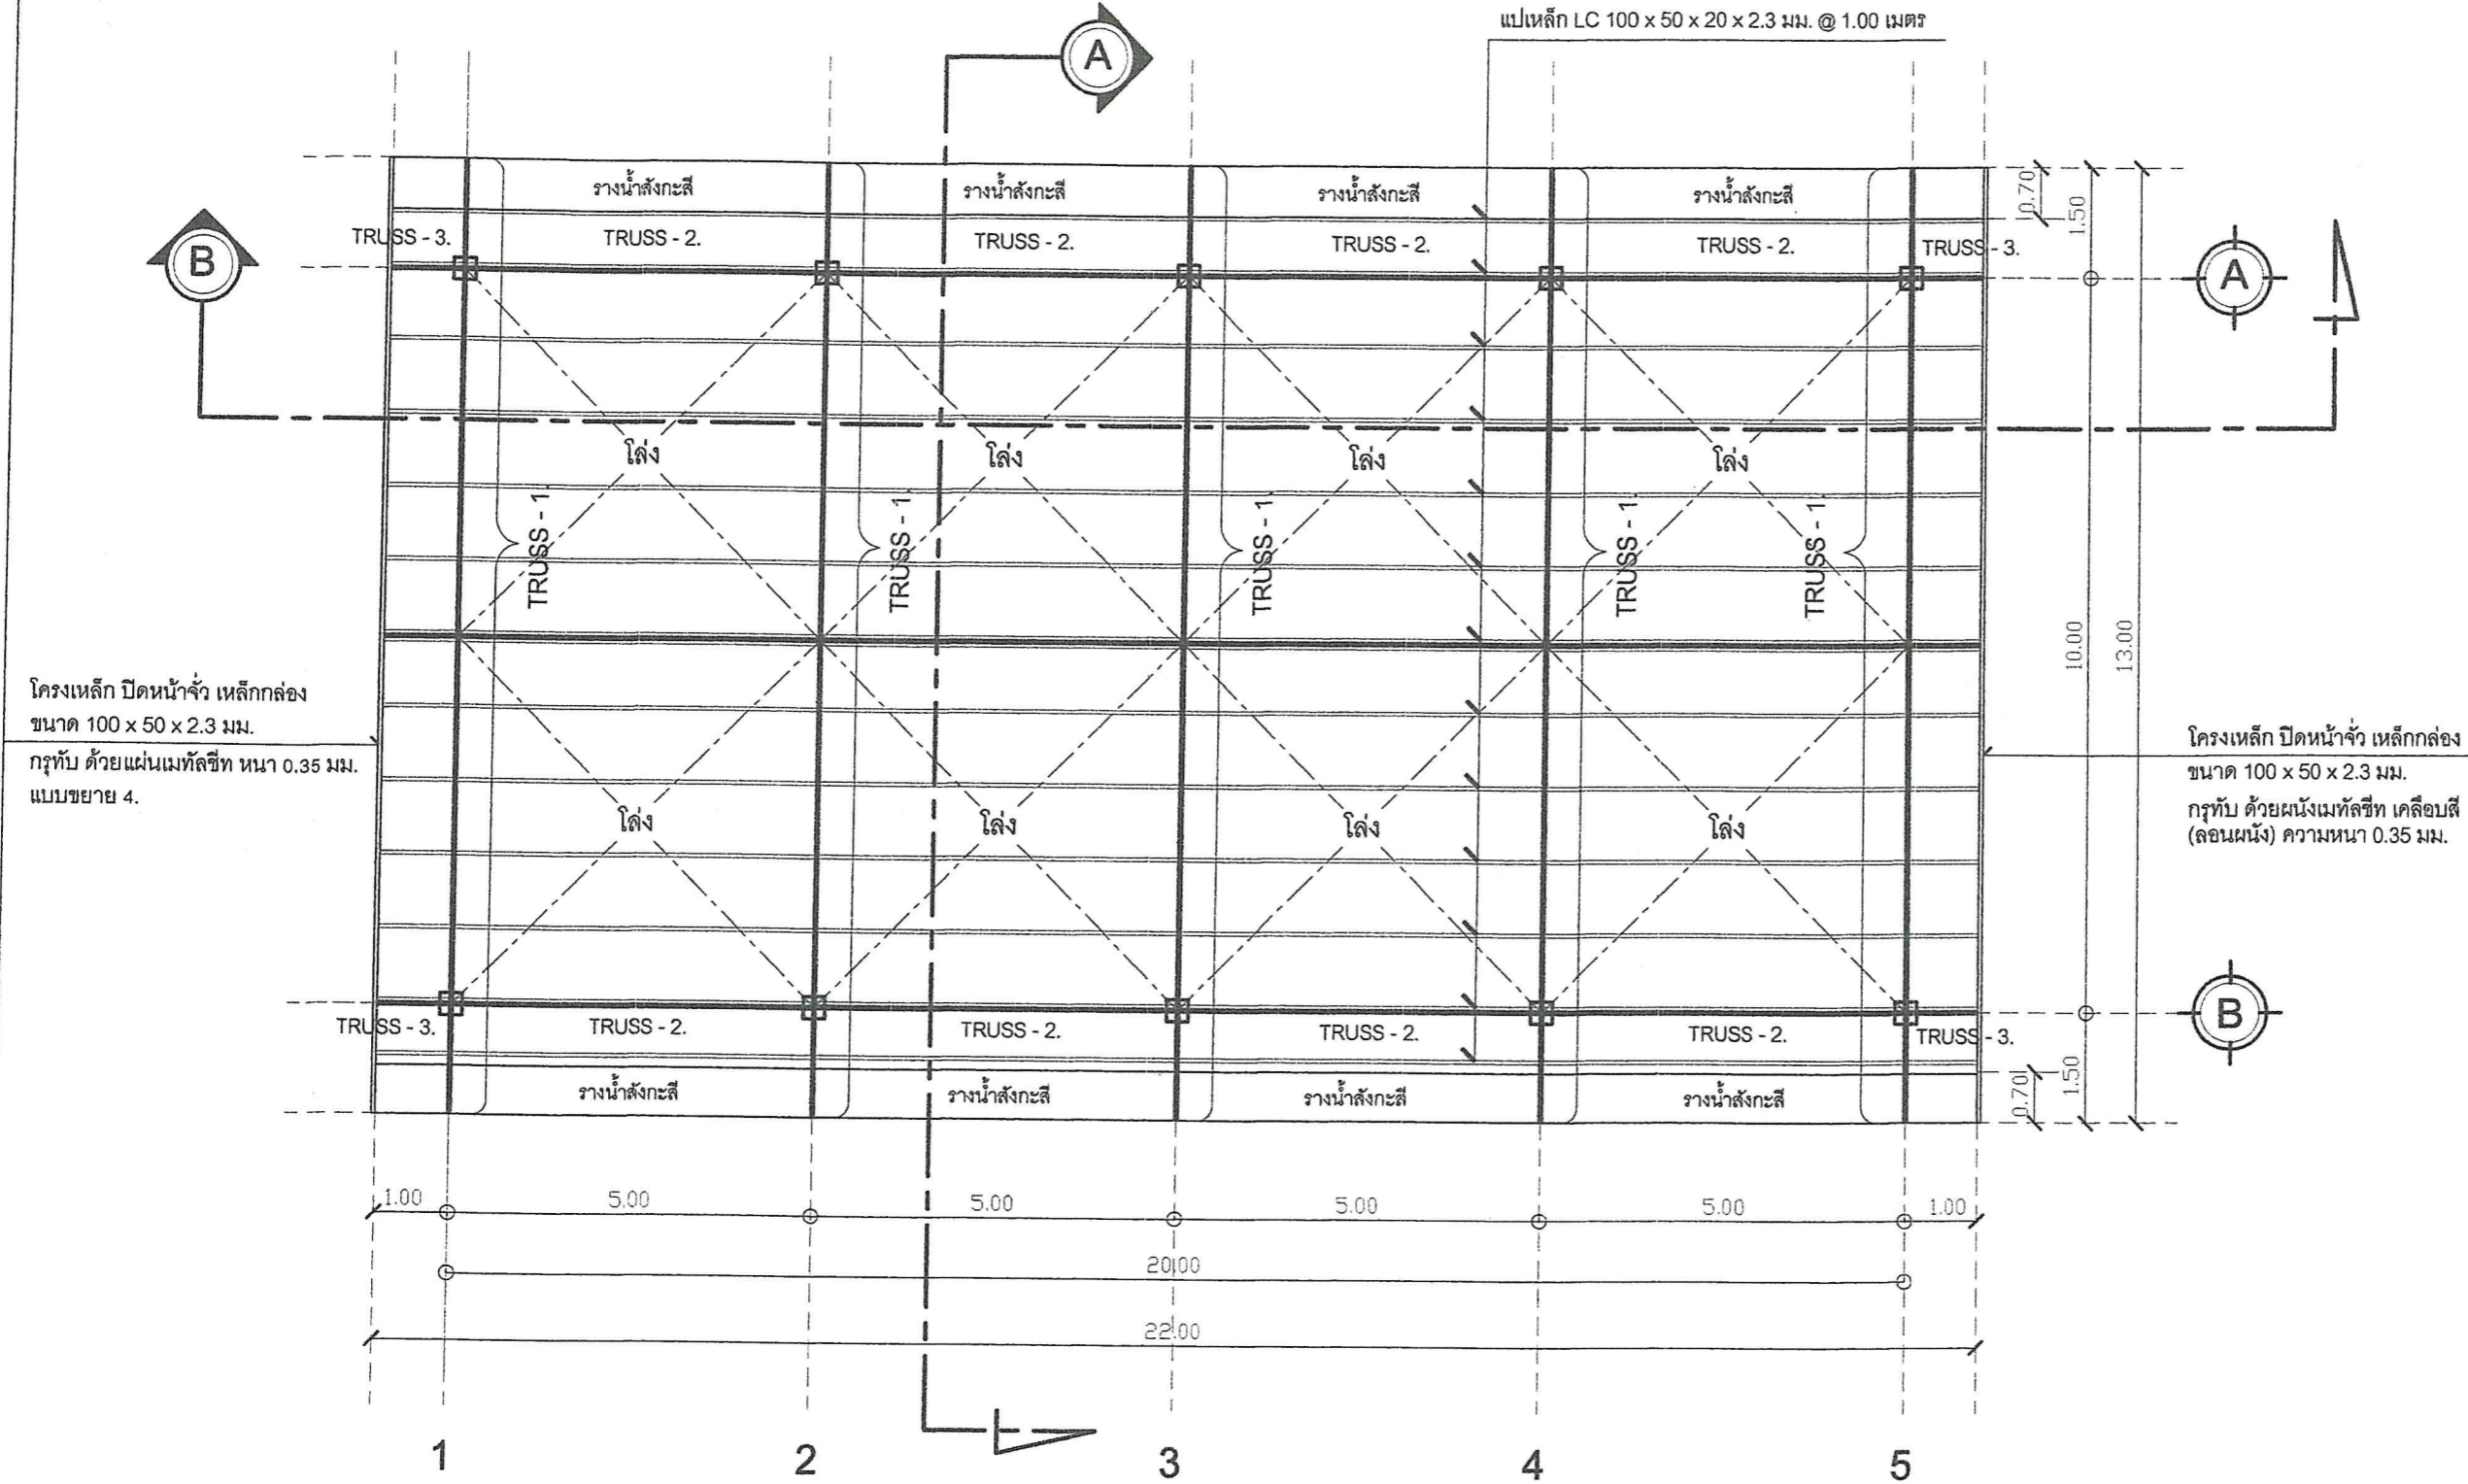 แปเหล็ก LC 100 x 50 x 20 x 2.3 มม. @ 1.00 เมตร
A
รางน้ำสังกะสี
รางน้ำสังกะสี
รางน้ำสังกะสี
รางน้ำสังกะสี
0.70
1.50
B
TRUSS - 3.
TRUSS - 2.
TRUSS - 2.
TRUSS - 2.
TRUSS - 2.
TRUSS - 3.
A
โล่ง
โล่ง
โล่ง
โล่ง
TRUSS - 1.
TRUSS - 1.
TRUSS - 1.
TRUSS - 1.
TRUSS - 1.
10.00
13.00
โครงเหล็ก ปิดหน้าจั่ว เหล็กกล่อง
ขนาด 100 x 50 x 2.3 มม.
กรุทับ ด้วยแผ่นเมทัลชีท หนา 0.35 มม.
แบบขยาย 4.
โครงเหล็ก ปิดหน้าจั่ว เหล็กกล่อง
ขนาด 100 x 50 x 2.3 มม.
กรุทับ ด้วยผนังเมทัลชีท เคลือบสี
(ลอนผนัง) ความหนา 0.35 มม.
โล่ง
โล่ง
โล่ง
โล่ง
B
TRUSS - 3.
TRUSS - 2.
TRUSS - 2.
TRUSS - 2.
TRUSS - 2.
TRUSS - 3.
รางน้ำสังกะสี
รางน้ำสังกะสี
รางน้ำสังกะสี
รางน้ำสังกะสี
0.70
1.50
1.00
5.00
5.00
5.00
5.00
1.00
20.00
22.00
1
2
3
4
5